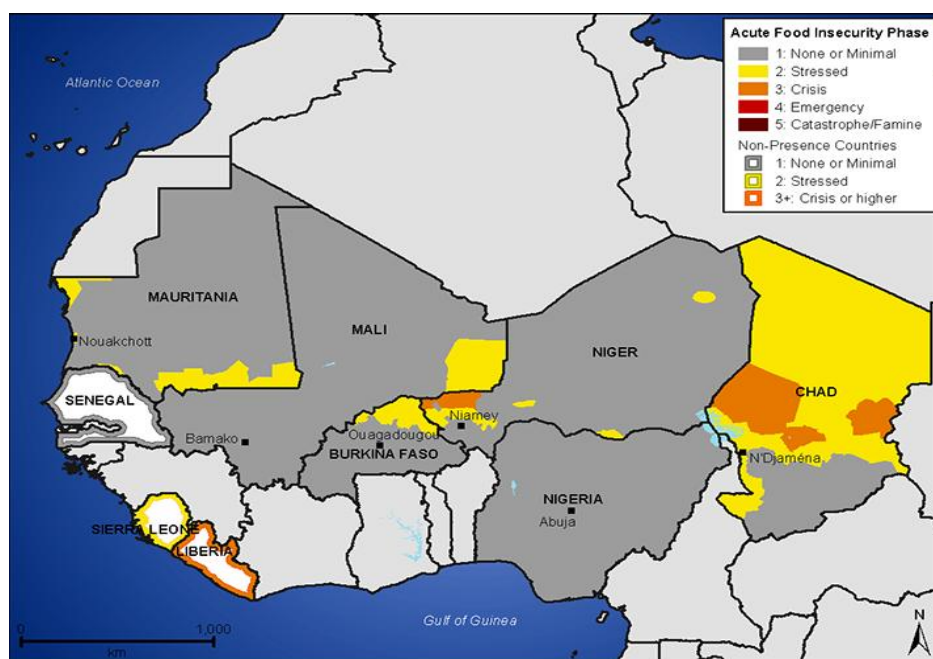 Acute Food Insecurity Phase
1: None or Minimal
2: Stressed
3: Crisis
4: Emergency
5: Catastrophe/Famine
Non-Presence Countries
1: None or Minimal
2: Stressed
3+: Crisis or higher
Atlantic Ocean
MAURITANIA
Nouakchott
MALI
NIGER
CHAD
SENEGAL
Niamey
Bamako
Ouagadougou
BURKINA FASO
N'Djaména
NIGERIA
Abuja
SIERRA LEONE
LIBERIA
Gulf of Guinea
0
1,000
km
N